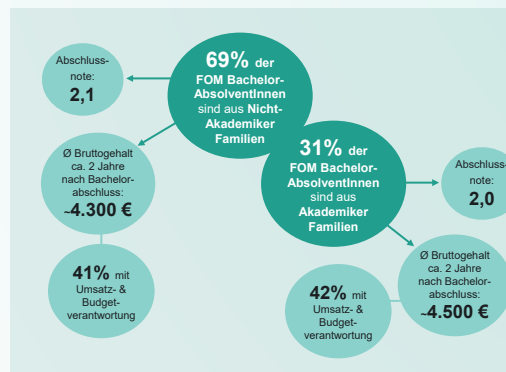 69% der
FOM Bachelor-
AbsolventInnen
sind aus Nicht-
Akademiker
Familien
Abschluss-
note:
2,1
Ø Bruttogehalt
ca. 2 Jahre
nach Bachelor-
abschluss:
~4.300 €
41% mit
Umsatz- &
Budget-
verantwortung
31% der
FOM Bachelor-
AbsolventInnen
sind aus
Akademiker
Familien
Abschluss-
note:
2,0
Ø Bruttogehalt
ca. 2 Jahre
nach Bachelor-
abschluss:
~4.500 €
42% mit
Umsatz- &
Budget-
verantwortung